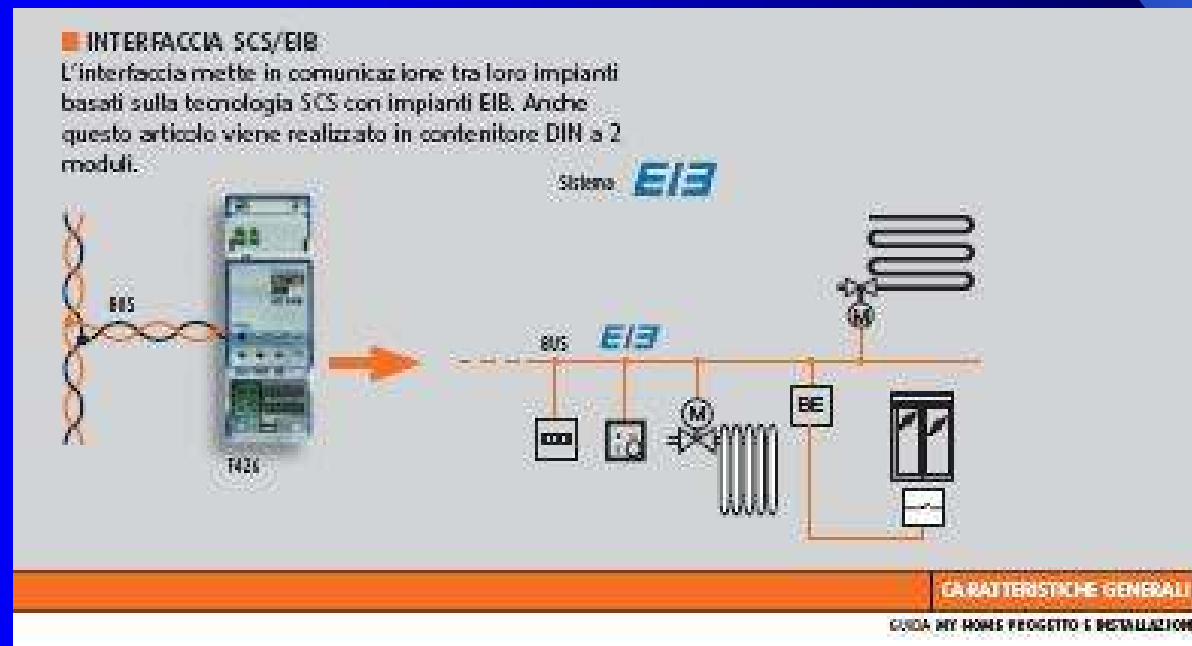 INTERFACCIA SCS/EIB
L'interfaccia mette in comunicazione tra loro impianti
basati sulla tecnologia SCS con impianti EIB. Anche
questo articolo viene realizzato in contenitore DIN a 2
moduli.
Sistema EIB
BUS
BUS EIB
M
M
BE
F426
CARATTERISTICHE GENERALI
GUIDA MY HOME PROGETTO E INSTALLAZION